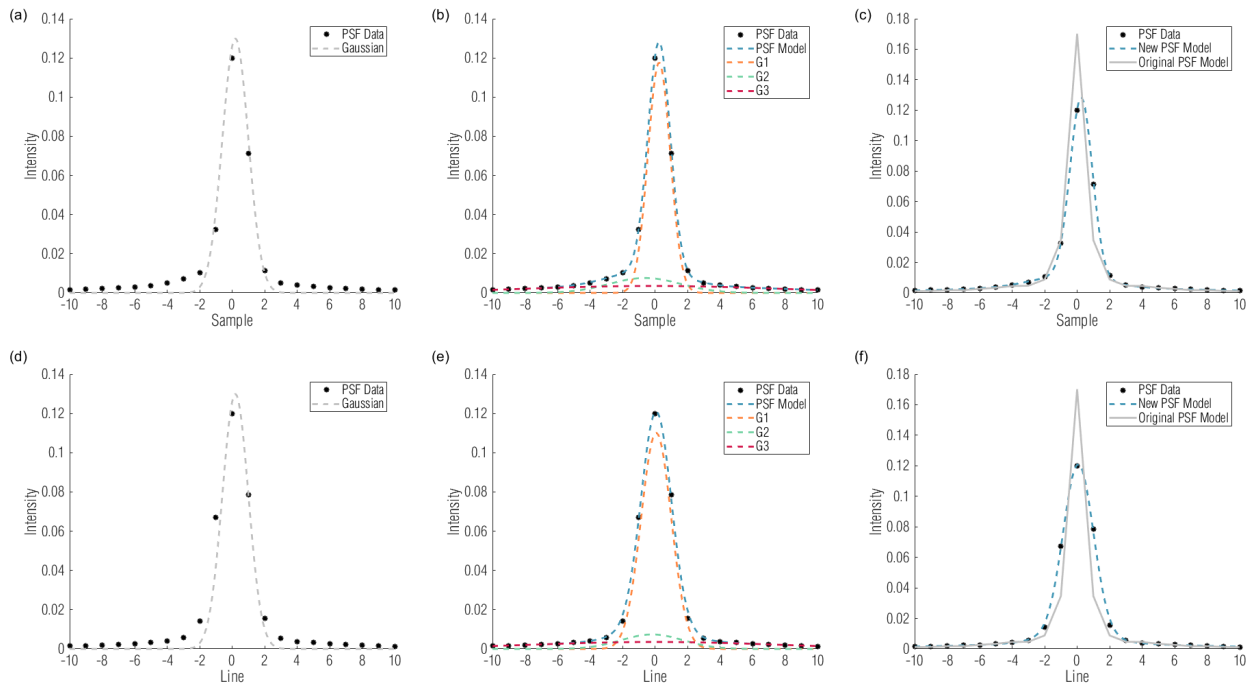 (a)
0.14
0.12
0.1
0.08
0.06
0.04
0.02
0
Intensity
-10 -8 -6 -4 -2 0 2 4 6 8 10
Sample
PSF Data
Gaussian
(b)
0.14
0.12
0.1
0.08
0.06
0.04
0.02
0
Intensity
-10 -8 -6 -4 -2 0 2 4 6 8 10
Sample
PSF Data
PSF Model
G1
G2
G3
(c)
0.18
0.16
0.14
0.12
0.1
0.08
0.06
0.04
0.02
0
Intensity
-10 -8 -6 -4 -2 0 2 4 6 8 10
Sample
PSF Data
New PSF Model
Original PSF Model
(d)
0.14
0.12
0.1
0.08
0.06
0.04
0.02
0
Intensity
-10 -8 -6 -4 -2 0 2 4 6 8 10
Line
PSF Data
Gaussian
(e)
0.14
0.12
0.1
0.08
0.06
0.04
0.02
0
Intensity
-10 -8 -6 -4 -2 0 2 4 6 8 10
Line
PSF Data
PSF Model
G1
G2
G3
(f)
0.18
0.16
0.14
0.12
0.1
0.08
0.06
0.04
0.02
0
Intensity
-10 -8 -6 -4 -2 0 2 4 6 8 10
Line
PSF Data
New PSF Model
Original PSF Model